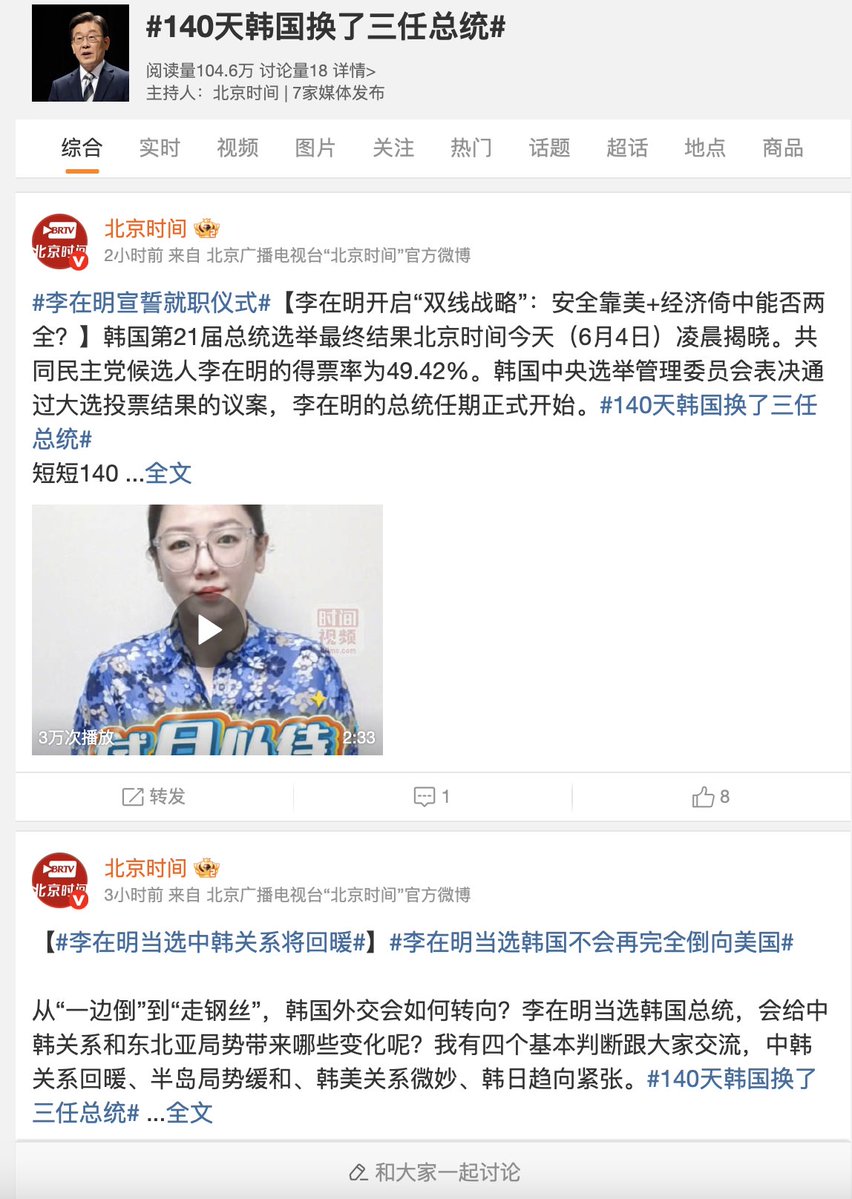 #140天韩国换了三任总统#
阅读量104.6万 讨论量18 详情>
主持人：北京时间 | 7家媒体发布
综合 实时 视频 图片 关注 热门 话题 超话 地点 商品
BRTV
北京时间
北京时间
2小时前 来自 北京广播电视台“北京时间”官方微博
#李在明宣誓就职仪式#【李在明开启“双线战略”：安全靠美+经济倚中能否两
全？】韩国第21届总统选举最终结果北京时间今天（6月4日）凌晨揭晓。共
同民主党候选人李在明的得票率为49.42%。韩国中央选举管理委员会表决通
过大选投票结果的议案，李在明的总统任期正式开始。#140天韩国换了三任
总统#
短短140 ...全文
时间
视频
拭目以待
3万次播放
2:33
转发
1
8
BRTV
北京时间
北京时间
3小时前 来自 北京广播电视台“北京时间”官方微博
【#李在明当选中韩关系将回暖#】#李在明当选韩国不会再完全倒向美国#
从“一边倒”到“走钢丝”，韩国外交会如何转向？李在明当选韩国总统，会给中
韩关系和东北亚局势带来哪些变化呢？我有四个基本判断跟大家交流，中韩
关系回暖、半岛局势缓和、韩美关系微妙、韩日趋向紧张。#140天韩国换了
三任总统# ...全文
和大家一起讨论